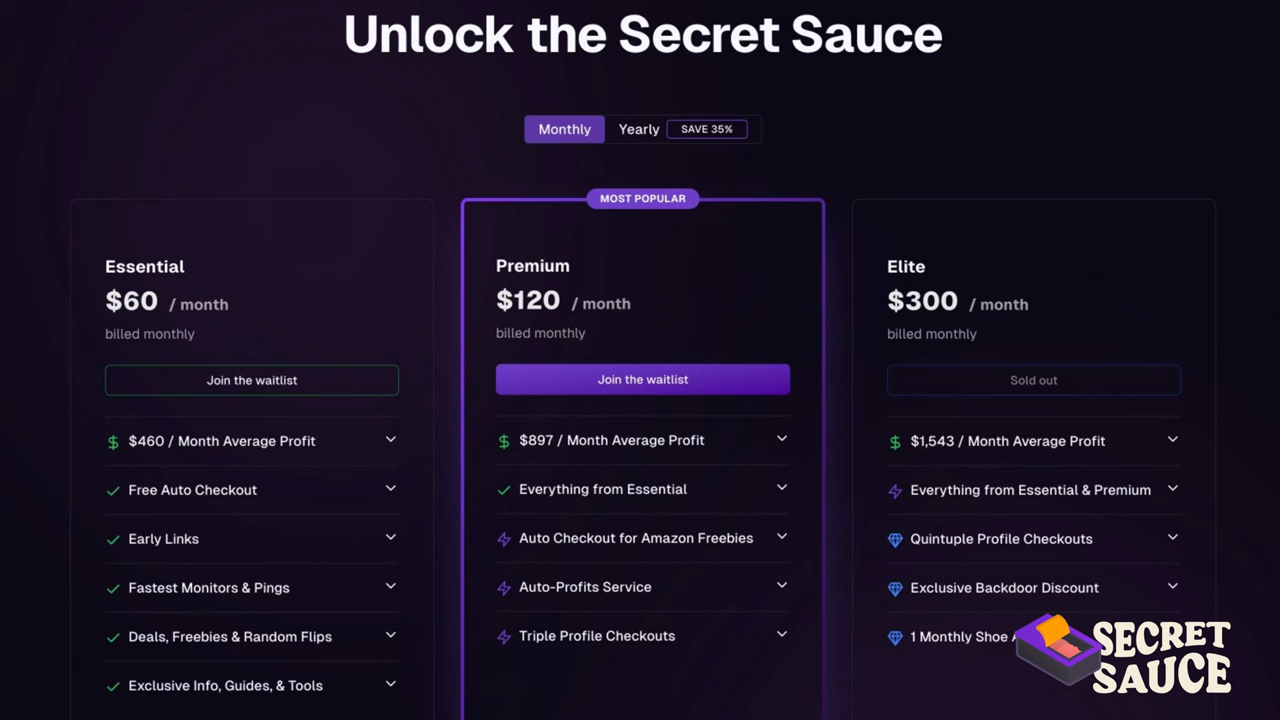 Unlock the Secret Sauce
Monthly
Yearly
SAVE 35%
Essential
$60 / month
billed monthly
Join the waitlist
$460 / Month Average Profit
Free Auto Checkout
Early Links
Fastest Monitors & Pings
Deals, Freebies & Random Flips
Exclusive Info, Guides, & Tools
MOST POPULAR
Premium
$120 / month
billed monthly
Join the waitlist
$897 / Month Average Profit
Everything from Essential
Auto Checkout for Amazon Freebies
Auto-Profits Service
Triple Profile Checkouts
Elite
$300 / month
billed monthly
Sold out
$1,543 / Month Average Profit
Everything from Essential & Premium
Quintuple Profile Checkouts
Exclusive Backdoor Discount
1 Monthly Shoe
SECRET
SAUCE